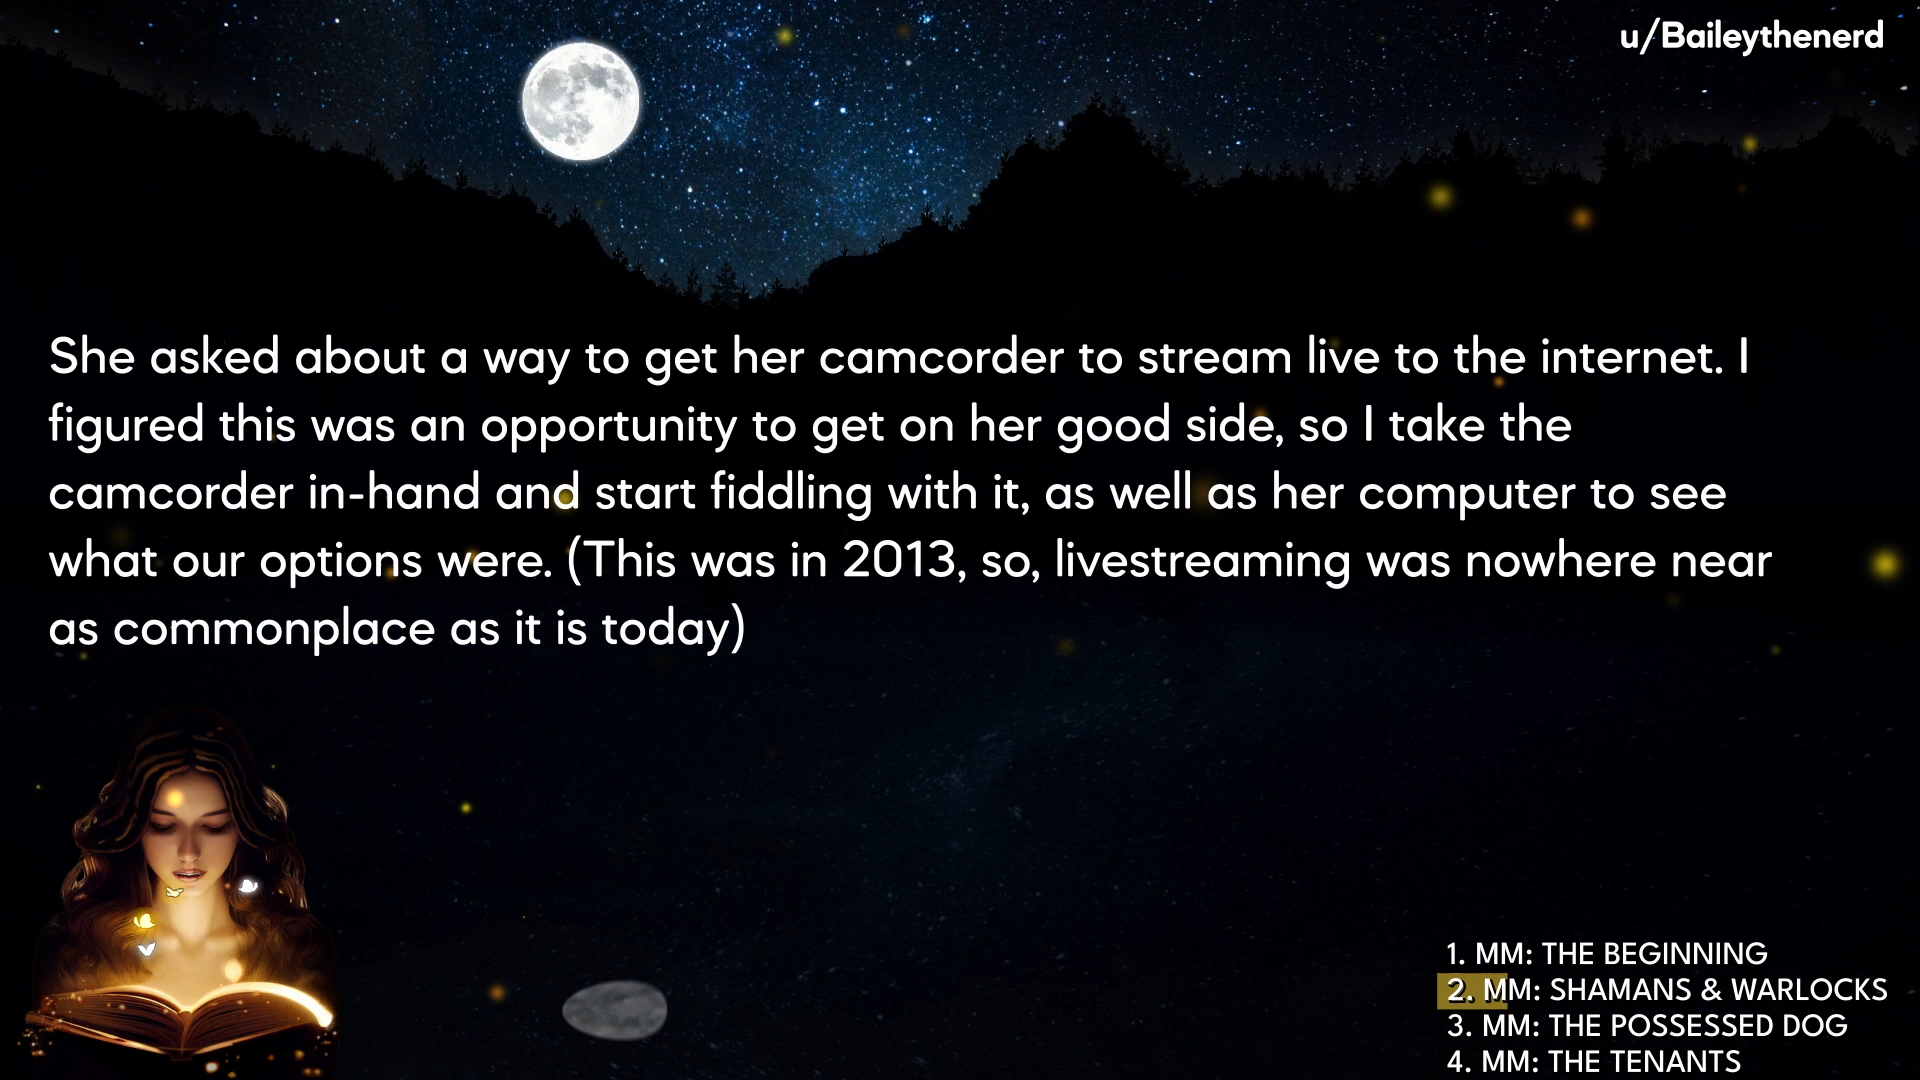 u/Baileythenerd
She asked about a way to get her camcorder to stream live to the internet. I
figured this was an opportunity to get on her good side, so I take the
camcorder in-hand and start fiddling with it, as well as her computer to see
what our options were. (This was in 2013, so, livestreaming was nowhere near
as commonplace as it is today)
1. MM: THE BEGINNING
2. MM: SHAMANS & WARLOCKS
3. MM: THE POSSESSED DOG
4. MM: THE TENANTS